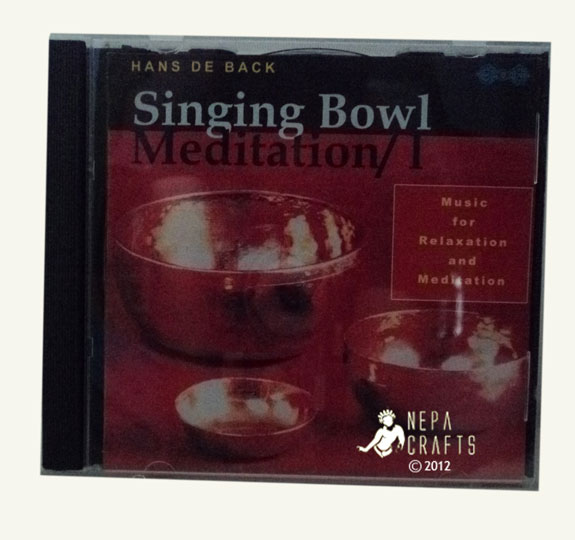 HANS DE BACK
Singing Bowl
Meditation/I
Music
for
Relaxation
and
Meditation
NEPA
CRAFTS
© 2012